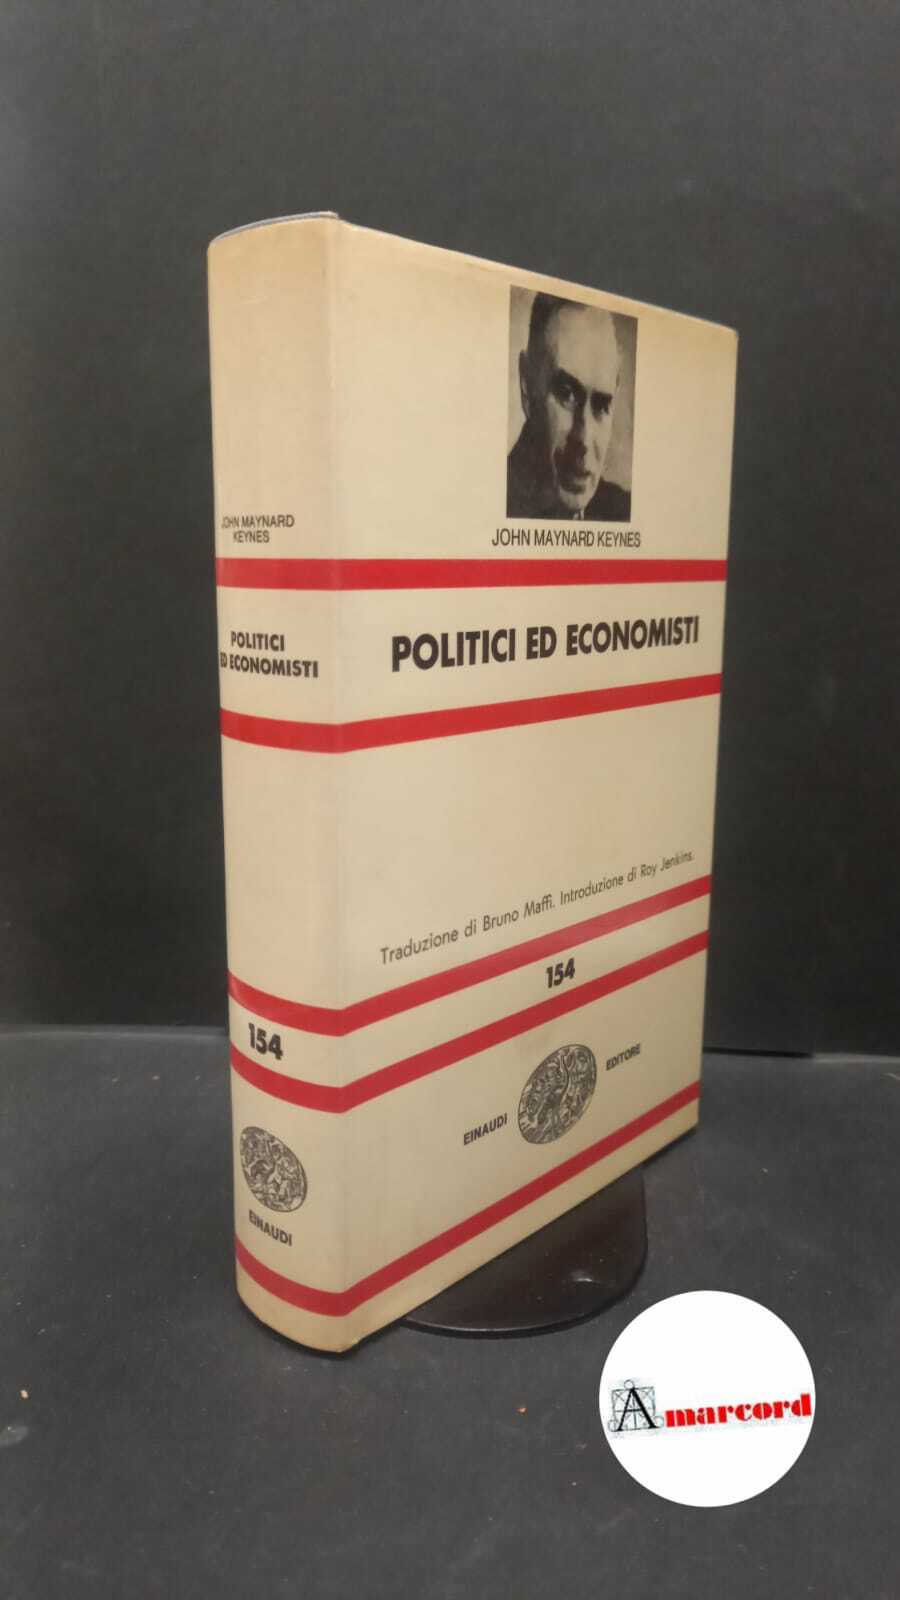 JOHN MAYNARD
KEYNES
POLITICI
ED ECONOMISTI
154
EINAUDI
JOHN MAYNARD KEYNES
POLITICI ED ECONOMISTI
Traduzione di Bruno Maffi. Introduzione di Roy Jenkins.
154
EINAUDI EDITORE
Amarcord